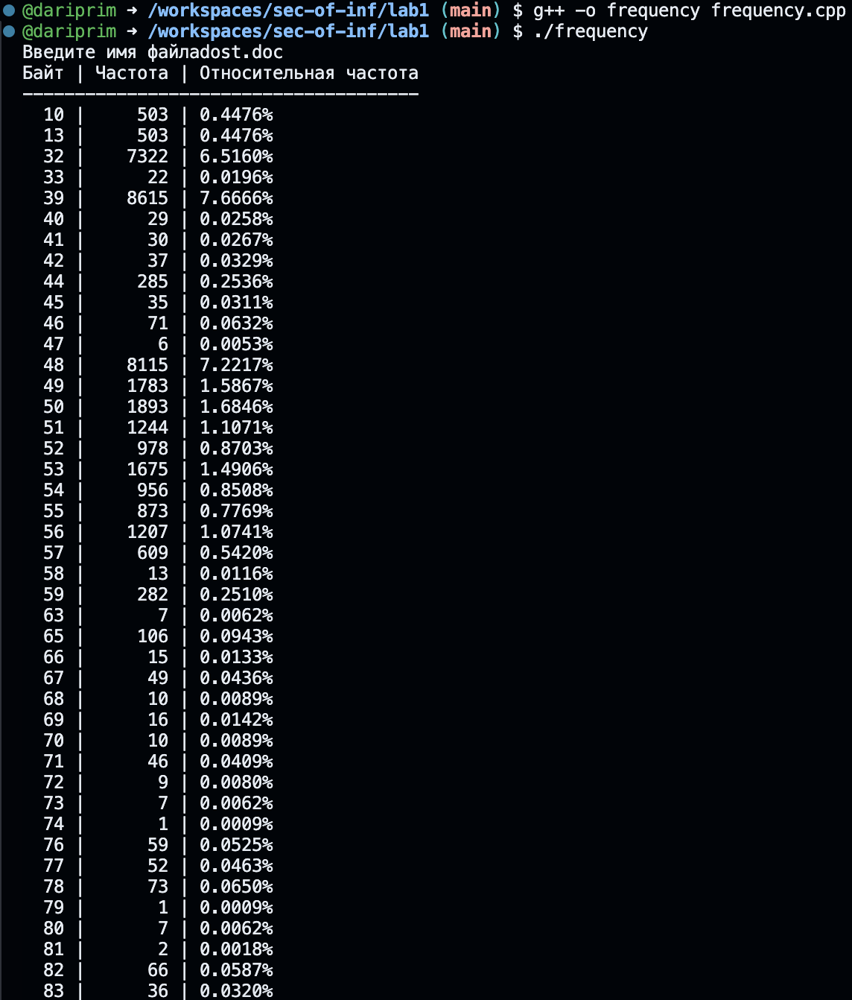 @dariprim ➜ /workspaces/sec-of-inf/lab1 (main) $ g++ -o frequency frequency.cpp
@dariprim ➜ /workspaces/sec-of-inf/lab1 (main) $ ./frequency
Введите имя файлаdost.doc
Байт | Частота | Относительная частота
--------------------------------------
10 | 503 | 0.4476%
13 | 503 | 0.4476%
32 | 7322 | 6.5160%
33 | 22 | 0.0196%
39 | 8615 | 7.6666%
40 | 29 | 0.0258%
41 | 30 | 0.0267%
42 | 37 | 0.0329%
44 | 285 | 0.2536%
45 | 35 | 0.0311%
46 | 71 | 0.0632%
47 | 6 | 0.0053%
48 | 8115 | 7.2217%
49 | 1783 | 1.5867%
50 | 1893 | 1.6846%
51 | 1244 | 1.1071%
52 | 978 | 0.8703%
53 | 1675 | 1.4906%
54 | 956 | 0.8508%
55 | 873 | 0.7769%
56 | 1207 | 1.0741%
57 | 609 | 0.5420%
58 | 13 | 0.0116%
59 | 282 | 0.2510%
63 | 7 | 0.0062%
65 | 106 | 0.0943%
66 | 15 | 0.0133%
67 | 49 | 0.0436%
68 | 10 | 0.0089%
69 | 16 | 0.0142%
70 | 10 | 0.0089%
71 | 46 | 0.0409%
72 | 9 | 0.0080%
73 | 7 | 0.0062%
74 | 1 | 0.0009%
76 | 59 | 0.0525%
77 | 52 | 0.0463%
78 | 73 | 0.0650%
79 | 1 | 0.0009%
80 | 7 | 0.0062%
81 | 2 | 0.0018%
82 | 66 | 0.0587%
83 | 36 | 0.0320%